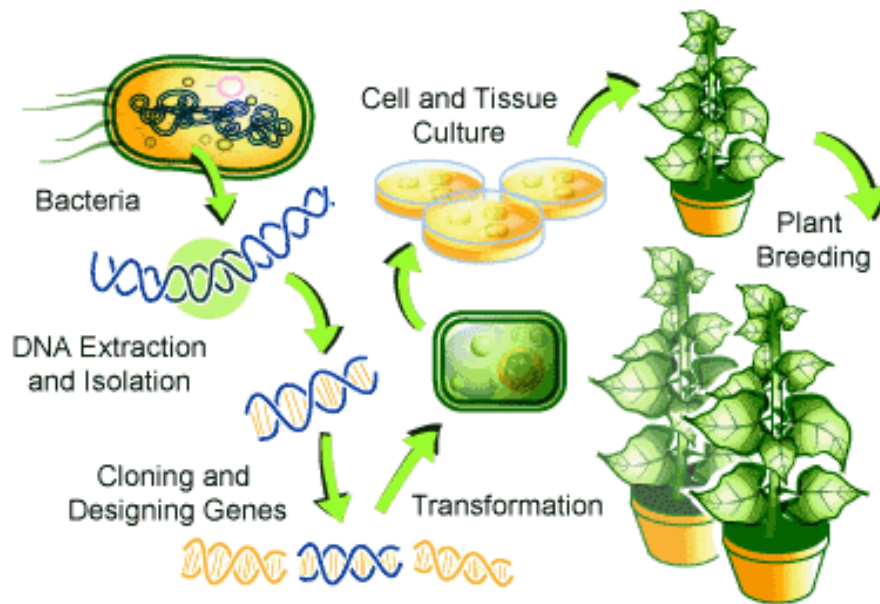 Bacteria
DNA Extraction
and Isolation
Cloning and
Designing Genes
Transformation
Cell and Tissue
Culture
Plant
Breeding